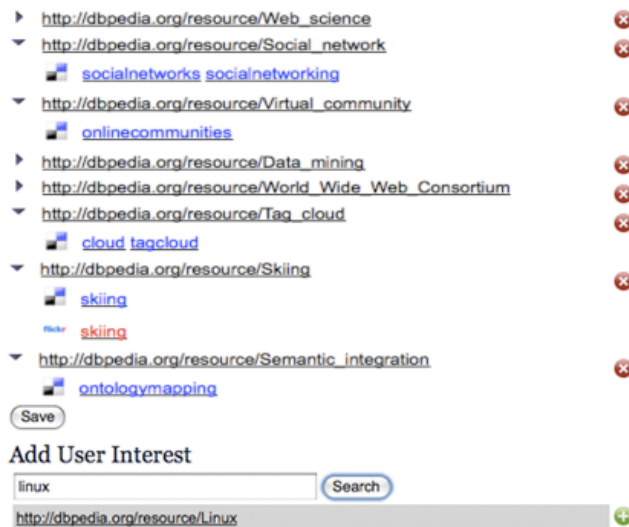 http://dbpedia.org/resource/Web_science
http://dbpedia.org/resource/Social_network
socialnetworks socialnetworking
http://dbpedia.org/resource/Virtual_community
onlinecommunities
http://dbpedia.org/resource/Data_mining
http://dbpedia.org/resource/World_Wide_Web_Consortium
http://dbpedia.org/resource/Tag_cloud
cloud tagcloud
http://dbpedia.org/resource/Skiing
skiing
flickr skiing
http://dbpedia.org/resource/Semantic_integration
ontologymapping
Save
Add User Interest
linux Search
http://dbpedia.org/resource/Linux